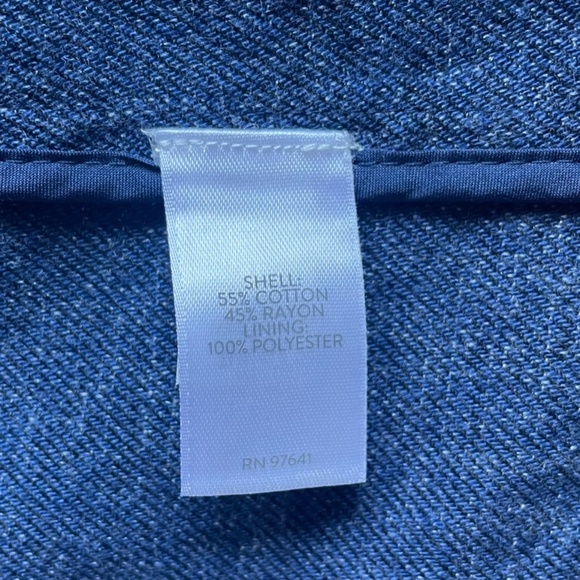 SHELL:
55% COTTON
45% RAYON
LINING:
100% POLYESTER
RN 97641